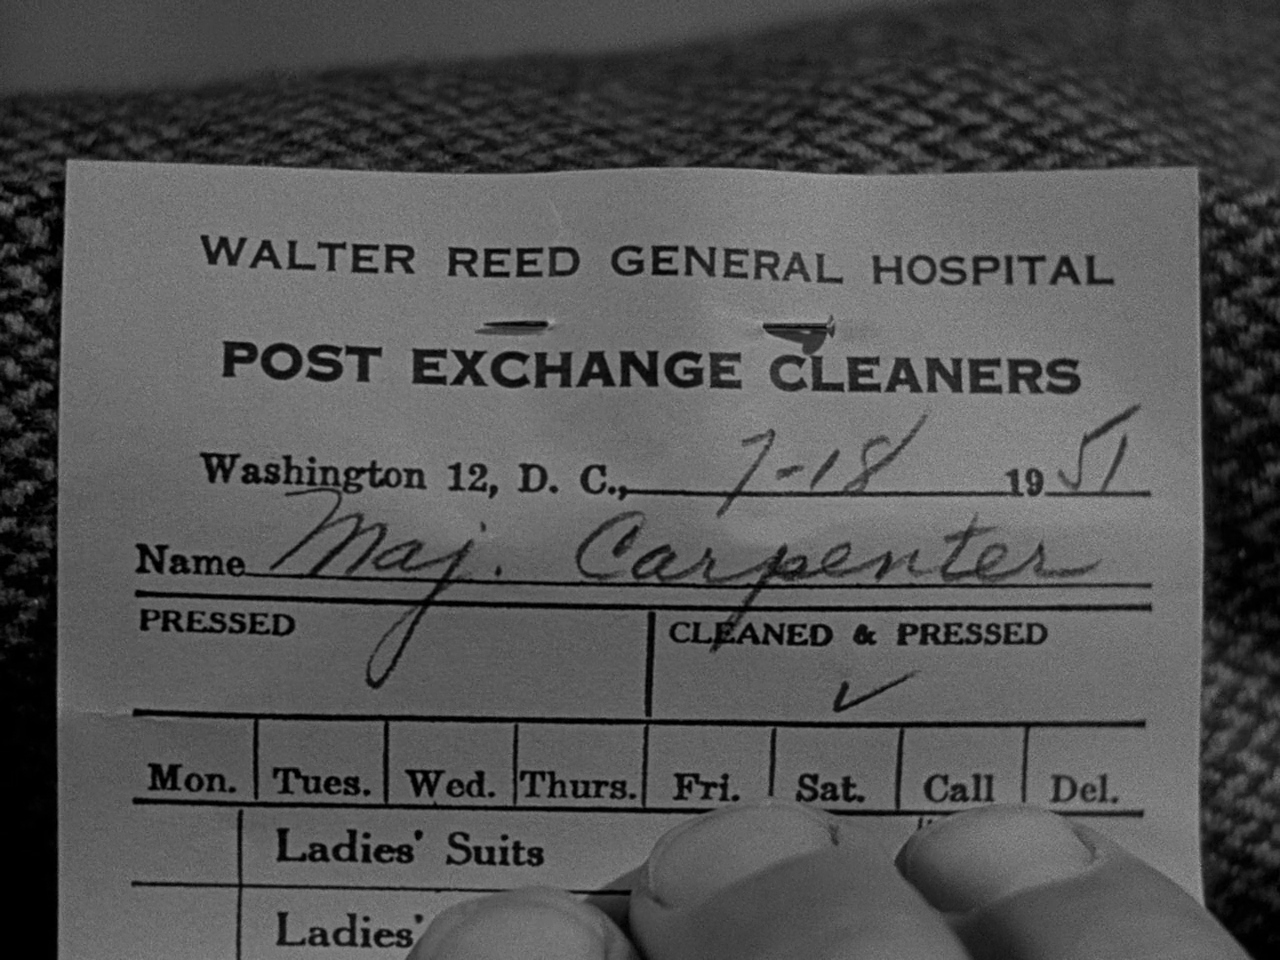 WALTER REED GENERAL HOSPITAL
POST EXCHANGE CLEANERS
Washington 12, D. C., 7-18 1951
Name Maj. Carpenter
PRESSED CLEANED & PRESSED
✓
Mon. Tues. Wed. Thurs. Fri. Sat. Call Del.
Ladies' Suits
Ladies'